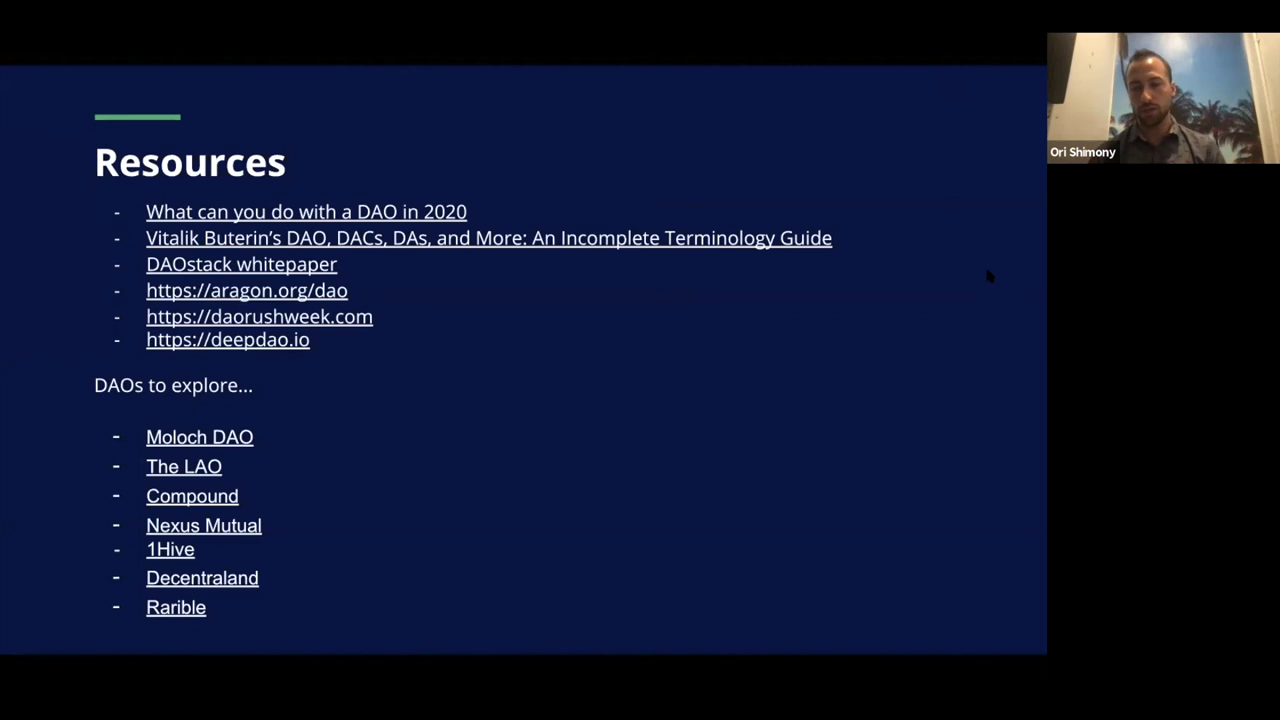 Resources
- What can you do with a DAO in 2020
- Vitalik Buterin’s DAO, DACs, DAs, and More: An Incomplete Terminology Guide
- DAOstack whitepaper
- https://aragon.org/dao
- https://daorushweek.com
- https://deepdao.io
DAOs to explore...
- Moloch DAO
- The LAO
- Compound
- Nexus Mutual
- 1Hive
- Decentraland
- Rarible
Ori Shimony